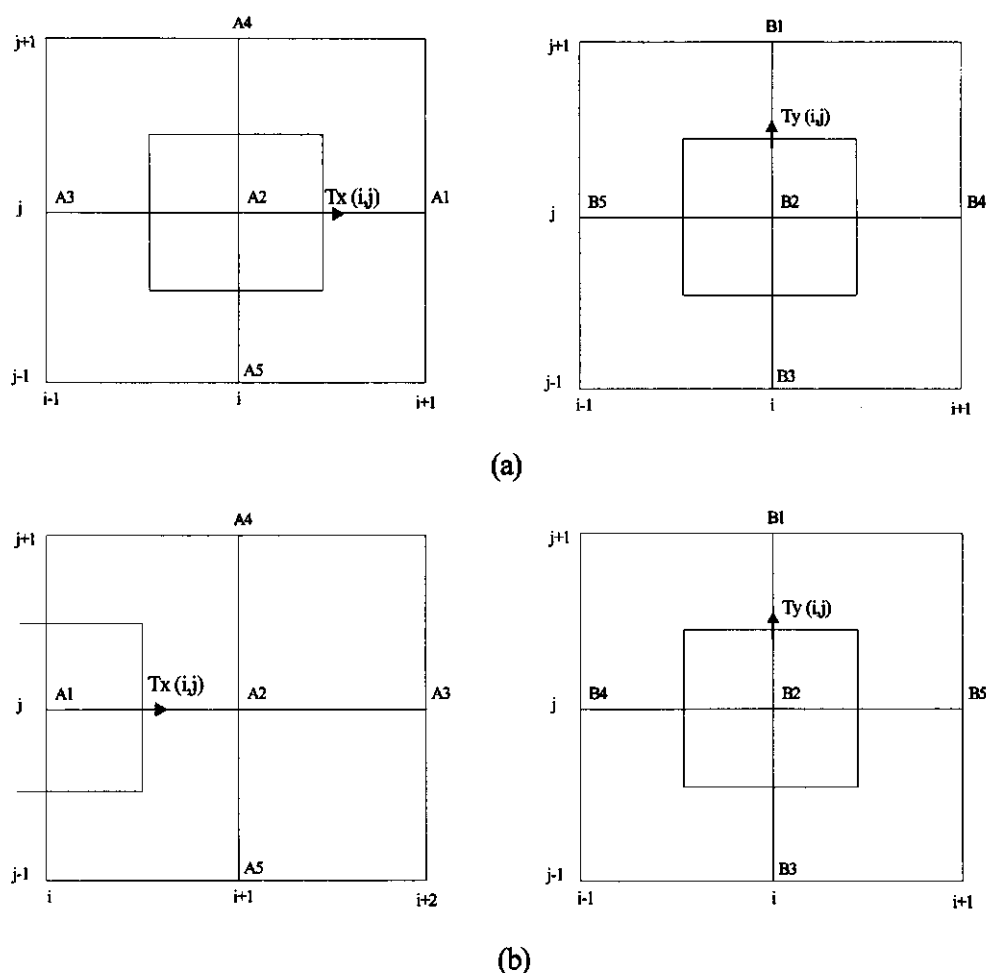 A4
j+1
A3
A2
Tx (i,j)
A1
j
A5
j-1
i-1
i
i+1
B1
j+1
Ty (i,j)
B5
B2
B4
j
B3
j-1
i-1
i
i+1
(a)
A4
j+1
A1
Tx (i,j)
A2
A3
j
A5
j-1
i
i+1
i+2
B1
j+1
Ty (i,j)
B4
B2
B5
j
B3
j-1
i-1
i
i+1
(b)